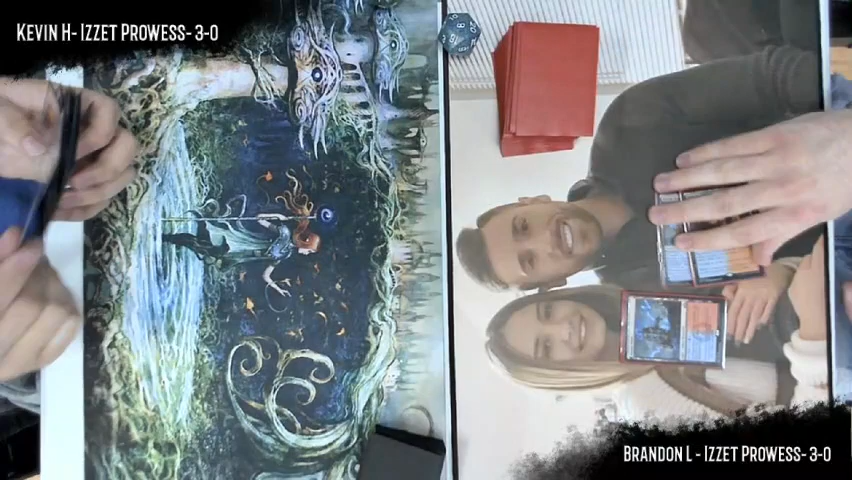 Kevin H- Izzet Prowess- 3-0
Brandon L - Izzet Prowess- 3-0